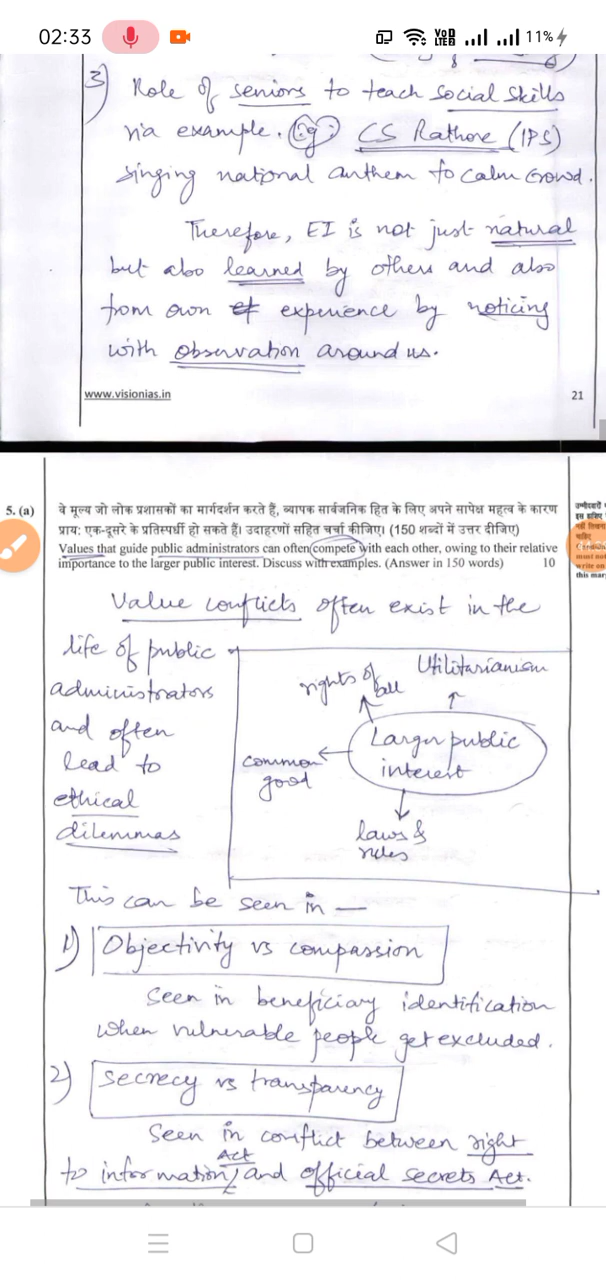 02:33
VoD LTE2
11%
3) Role of seniors to teach social skills
via example. Eg: CS Rathore (IPS)
singing national anthem to calm crowd.
Therefore, EI is not just natural
but also learned by others and also
from own experience by noticing
with observation around us.
www.visionias.in
21
5. (a) वे मूल्य जो लोक प्रशासकों का मार्गदर्शन करते हैं, व्यापक सार्वजनिक हित के लिए अपने सापेक्ष महत्व के कारण
प्राय: एक-दूसरे के प्रतिस्पर्धी हो सकते हैं। उदाहरणों सहित चर्चा कीजिए। (150 शब्दों में उत्तर दीजिए)
Values that guide public administrators can often compete with each other, owing to their relative
importance to the larger public interest. Discuss with examples. (Answer in 150 words) 10
must not
write on
this mar
Value conflicts often exist in the
life of public
administrators
and often
lead to
ethical
dilemmas
rights of all
Utilitarianism
Larger public
interest
common
good
laws &
rules
This can be seen in —
1) Objectivity vs compassion
Seen in beneficiary identification
when vulnerable people get excluded.
2) Secrecy vs transparency
Seen in conflict between right
to information Act and official secrets Act.